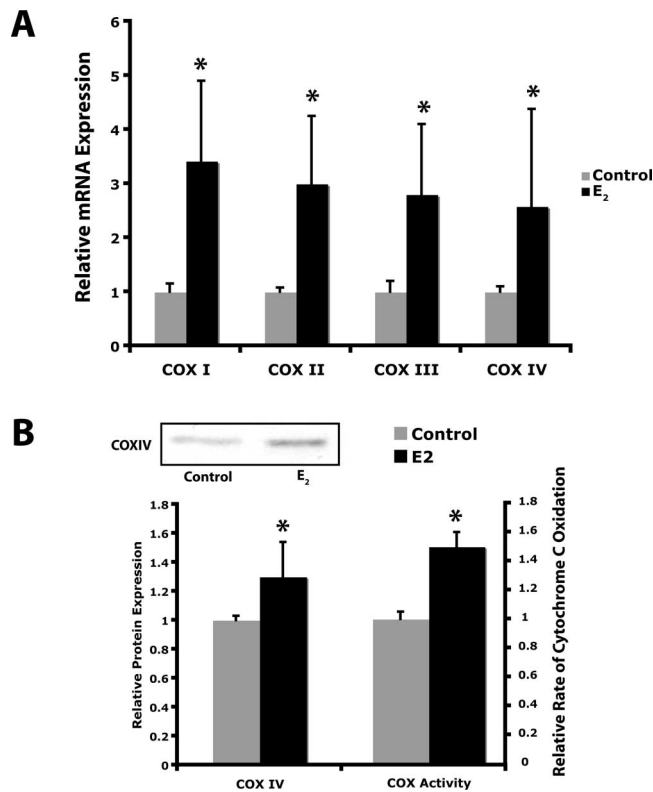 A
Relative mRNA Expression
6
5
4
3
2
1
0
* * * *
COX I COX II COX III COX IV
Control
E₂
B
COXIV
Control E₂
Control
E2
Relative Protein Expression
1.8
1.6
1.4
1.2
1
0.8
0.6
0.4
0.2
0
* *
COX IV COX Activity
1.8
1.6
1.4
1.2
1
0.8
0.6
0.4
0.2
0
Relative Rate of Cytochrome C Oxidation